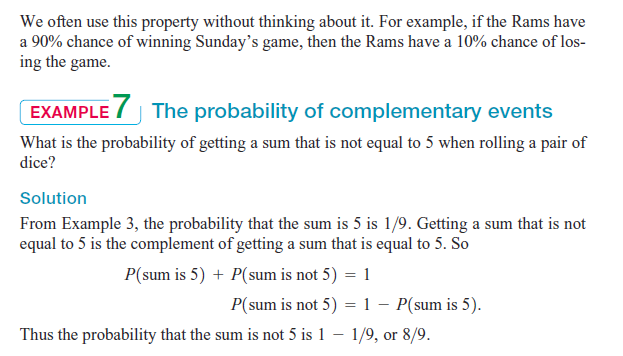 We often use this property without thinking about it. For example, if the Rams have
a 90% chance of winning Sunday's game, then the Rams have a 10% chance of los-
ing the game.
EXAMPLE 7 The probability of complementary events
What is the probability of getting a sum that is not equal to 5 when rolling a pair of
dice?
Solution
From Example 3, the probability that the sum is 5 is 1/9. Getting a sum that is not
equal to 5 is the complement of getting a sum that is equal to 5. So
P(sum is 5) + P(sum is not 5) = 1
P(sum is not 5) = 1 − P(sum is 5).
Thus the probability that the sum is not 5 is 1 − 1/9, or 8/9.